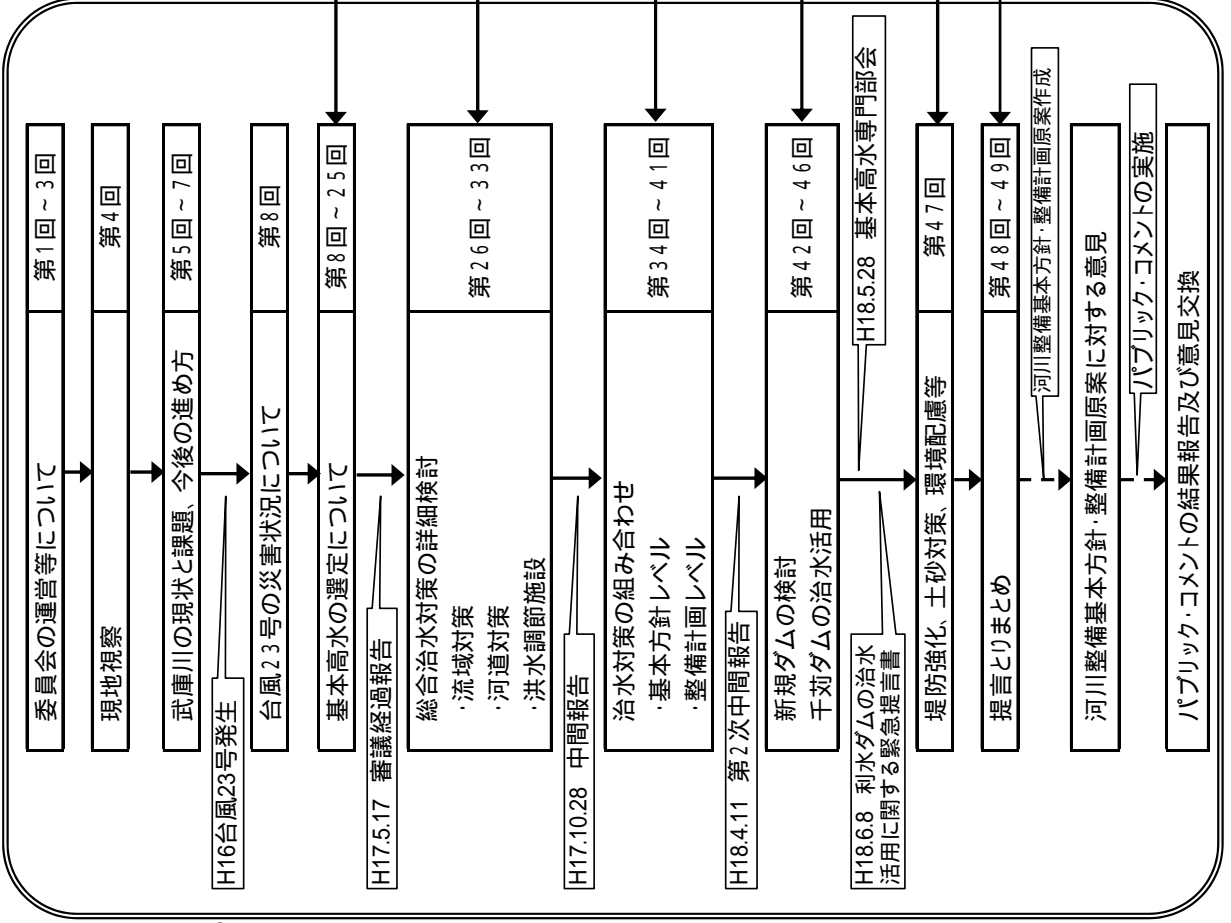 委員会の運営等について 第1回~3回
現地視察 第4回
武庫川の現状と課題、今後の進め方 第5回~7回
H16台風23号発生
台風23号の災害状況について 第8回
基本高水の選定について 第8回~25回
H17.5.17 審議経過報告
総合治水対策の詳細検討 第26回~33回
・流域対策
・河道対策
・洪水調節施設
H17.10.28 中間報告
治水対策の組み合わせ 第34回~41回
・基本方針レベル
・整備計画レベル
H18.4.11 第2次中間報告
新規ダムの検討 第42回~46回
千苅ダムの治水活用
H18.6.8 利水ダムの治水
活用に関する緊急提言書
H18.5.28 基本高水専門部会
堤防強化、土砂対策、環境配慮等 第47回
提言とりまとめ 第48回~49回
河川整備基本方針・整備計画原案作成
河川整備基本方針・整備計画原案に対する意見
パブリック・コメントの実施
パブリック・コメントの結果報告及び意見交換